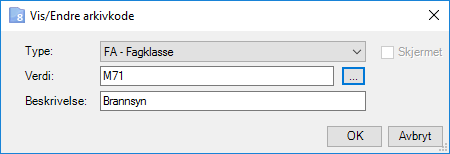 Vis/Endre arkivkode
Type: FA - Fagklasse Skjermet
Verdi: M71 ...
Beskrivelse: Brannsyn
OK Avbryt